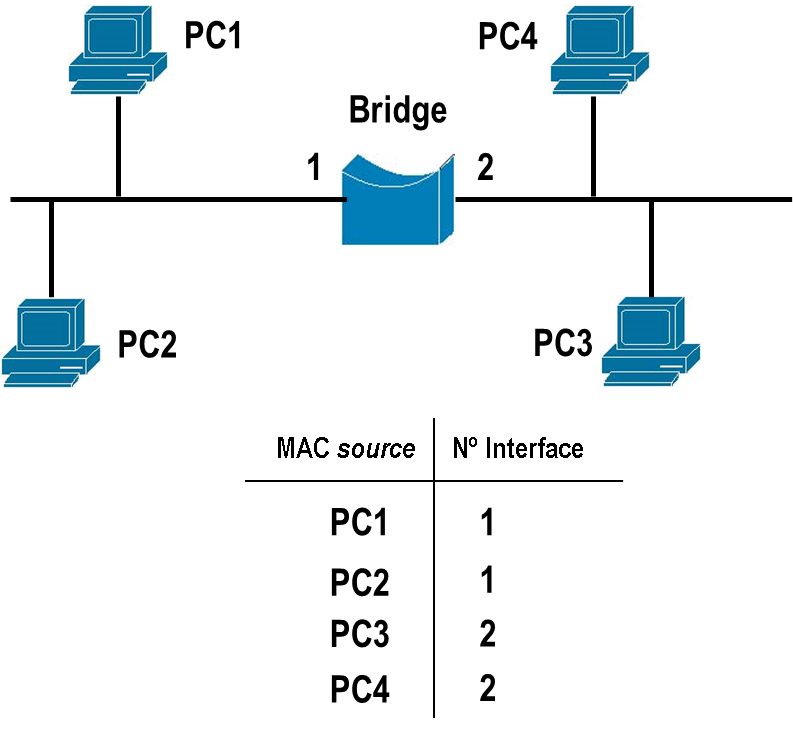 PC1
PC4
Bridge
1
2
PC2
PC3
MAC source Nº Interface
PC1 1
PC2 1
PC3 2
PC4 2